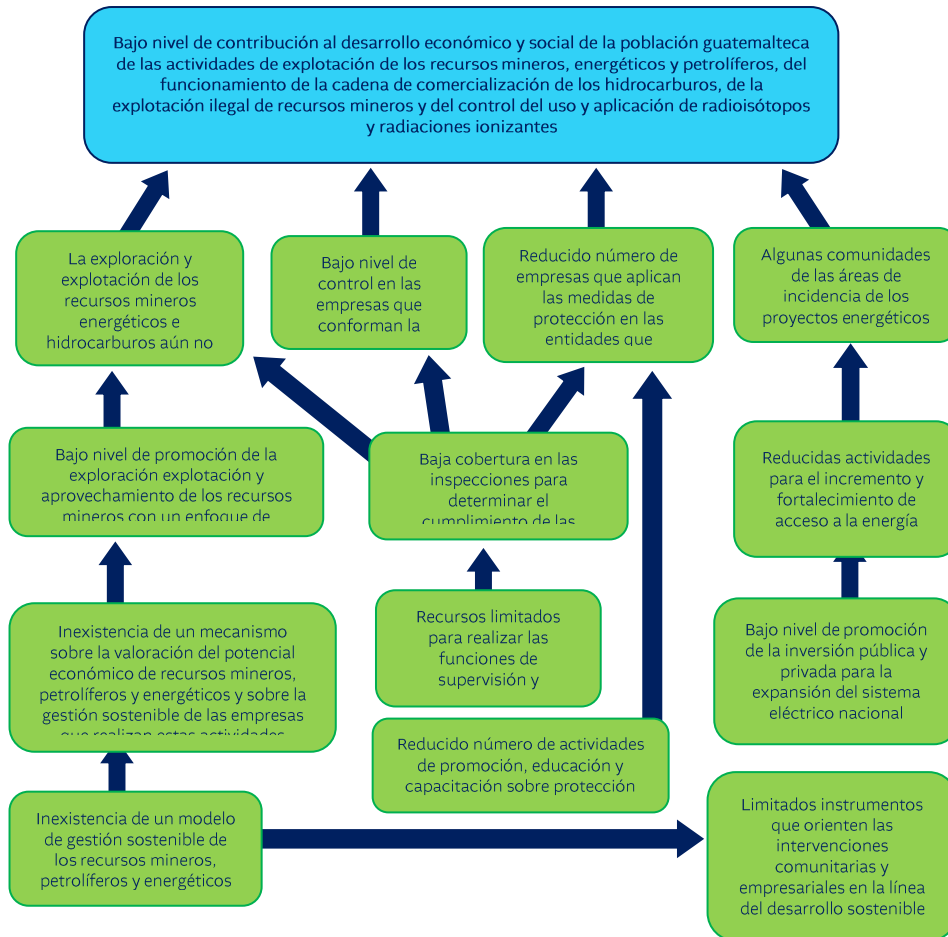 Bajo nivel de contribución al desarrollo económico y social de la población guatemalteca
de las actividades de explotación de los recursos mineros, energéticos y petrolíferos, del
funcionamiento de la cadena de comercialización de los hidrocarburos, de la
explotación ilegal de recursos mineros y del control del uso y aplicación de radioisótopos
y radiaciones ionizantes
La exploración y
explotación de los
recursos mineros
energéticos e
hidrocarburos aún no
Bajo nivel de
control en las
empresas que
conforman la
Reducido número de
empresas que aplican
las medidas de
protección en las
entidades que
Algunas comunidades
de las áreas de
incidencia de los
proyectos energéticos
Bajo nivel de promoción de la
exploración explotación y
aprovechamiento de los recursos
mineros con un enfoque de
Baja cobertura en las
inspecciones para
determinar el
cumplimiento de las
Reducidas actividades
para el incremento y
fortalecimiento de
acceso a la energía
Inexistencia de un mecanismo
sobre la valoración del potencial
económico de recursos mineros,
petrolíferos y energéticos y sobre la
gestión sostenible de las empresas
que realizan estas actividades
Recursos limitados
para realizar las
funciones de
supervisión y
Bajo nivel de promoción
de la inversión pública y
privada para la
expansión del sistema
eléctrico nacional
Reducido número de actividades
de promoción, educación y
capacitación sobre protección
Inexistencia de un modelo
de gestión sostenible de
los recursos mineros,
petrolíferos y energéticos
Limitados instrumentos
que orienten las
intervenciones
comunitarias y
empresariales en la línea
del desarrollo sostenible